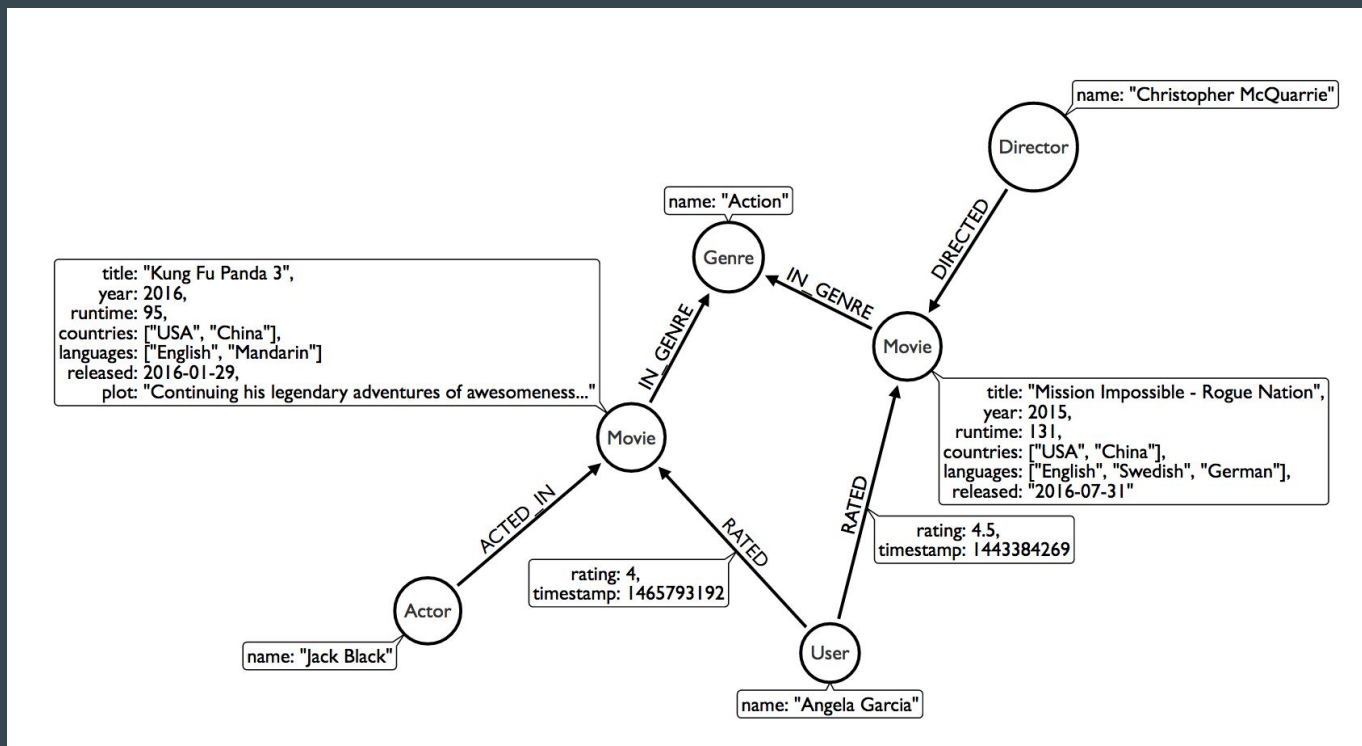 name: "Christopher McQuarrie"
Director
DIRECTED
name: "Action"
Genre
IN_GENRE
IN_GENRE
title: "Kung Fu Panda 3",
year: 2016,
runtime: 95,
countries: ["USA", "China"],
languages: ["English", "Mandarin"]
released: 2016-01-29,
plot: "Continuing his legendary adventures of awesomeness..."
Movie
Movie
title: "Mission Impossible - Rogue Nation",
year: 2015,
runtime: 131,
countries: ["USA", "China"],
languages: ["English", "Swedish", "German"],
released: "2016-07-31"
ACTED_IN
RATED
RATED
rating: 4.5,
timestamp: 1443384269
rating: 4,
timestamp: 1465793192
Actor
name: "Jack Black"
User
name: "Angela Garcia"